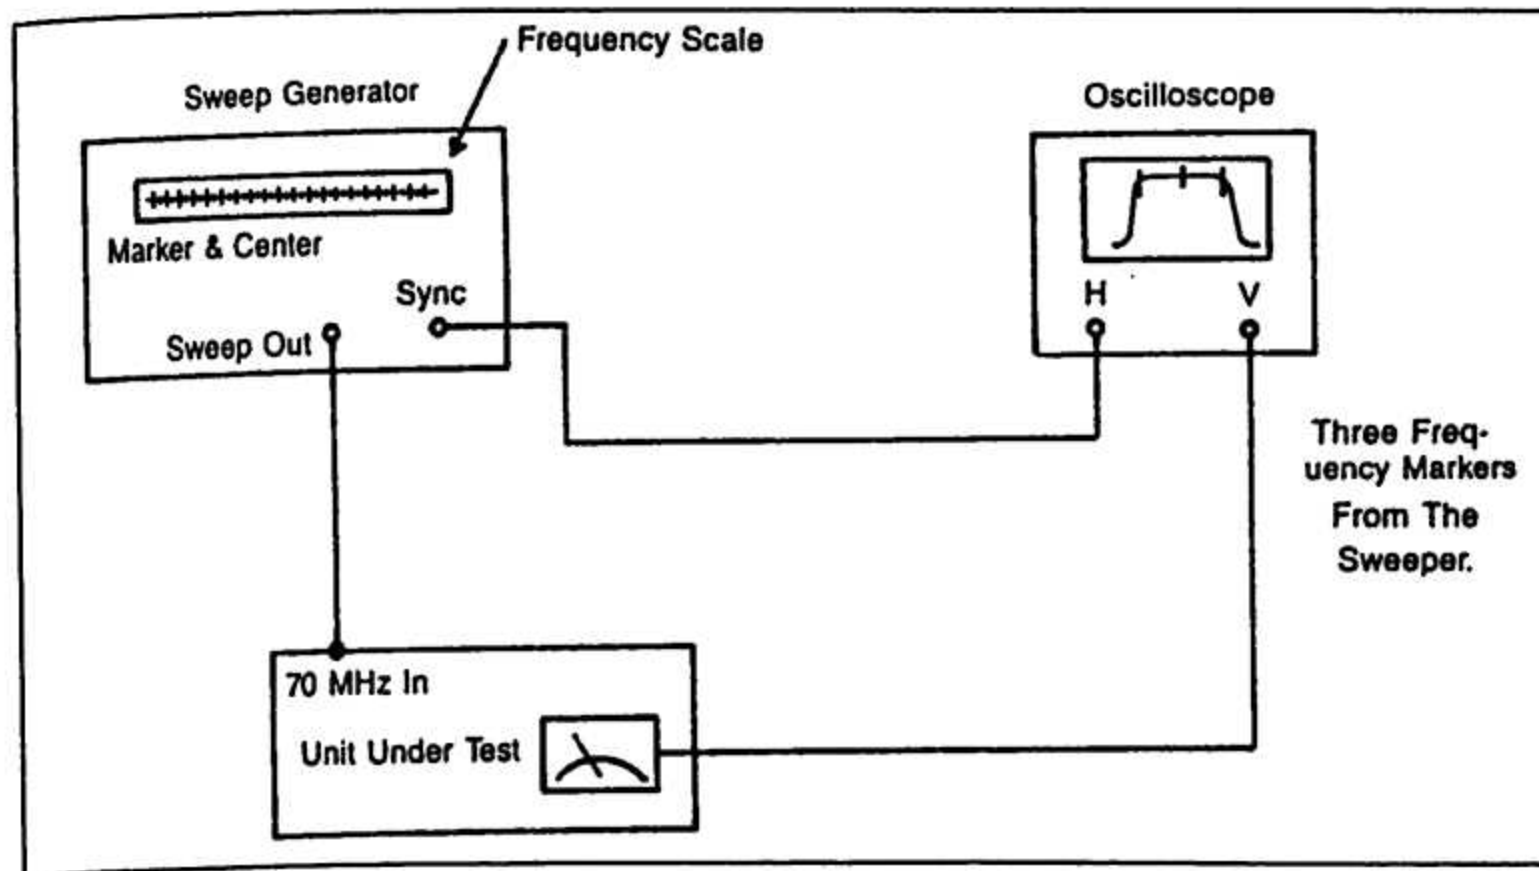 Frequency Scale
Sweep Generator
Oscilloscope
Marker & Center
Sync
H
V
Sweep Out
Three Freq-
uency Markers
From The
Sweeper.
70 MHz In
Unit Under Test